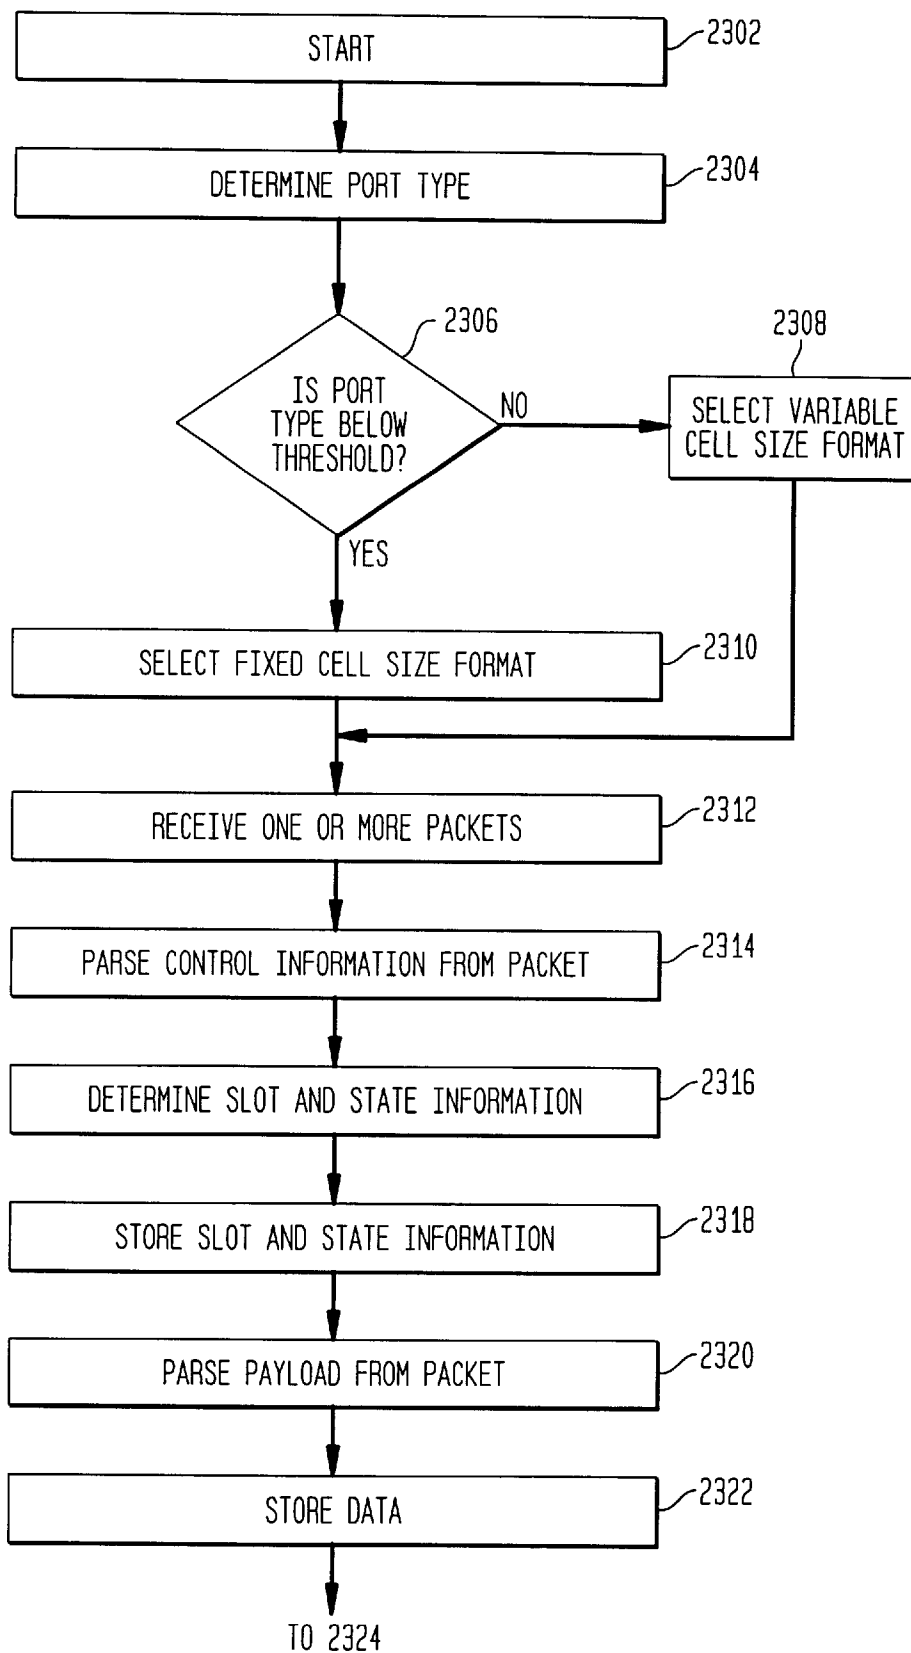 START
2302
DETERMINE PORT TYPE
2304
2306
IS PORT
TYPE BELOW
THRESHOLD?
NO
YES
2308
SELECT VARIABLE
CELL SIZE FORMAT
SELECT FIXED CELL SIZE FORMAT
2310
RECEIVE ONE OR MORE PACKETS
2312
PARSE CONTROL INFORMATION FROM PACKET
2314
DETERMINE SLOT AND STATE INFORMATION
2316
STORE SLOT AND STATE INFORMATION
2318
PARSE PAYLOAD FROM PACKET
2320
STORE DATA
2322
TO 2324